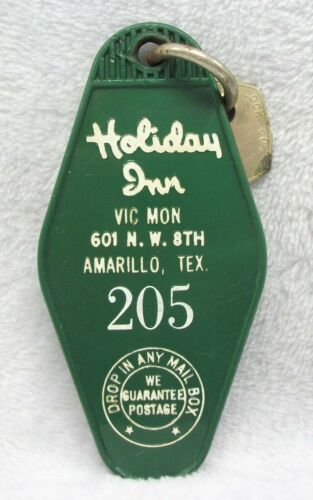 Holiday
Inn
VIC MON
601 N. W. 8TH
AMARILLO, TEX.
205
DROP IN ANY MAIL BOX
WE
GUARANTEE
POSTAGE